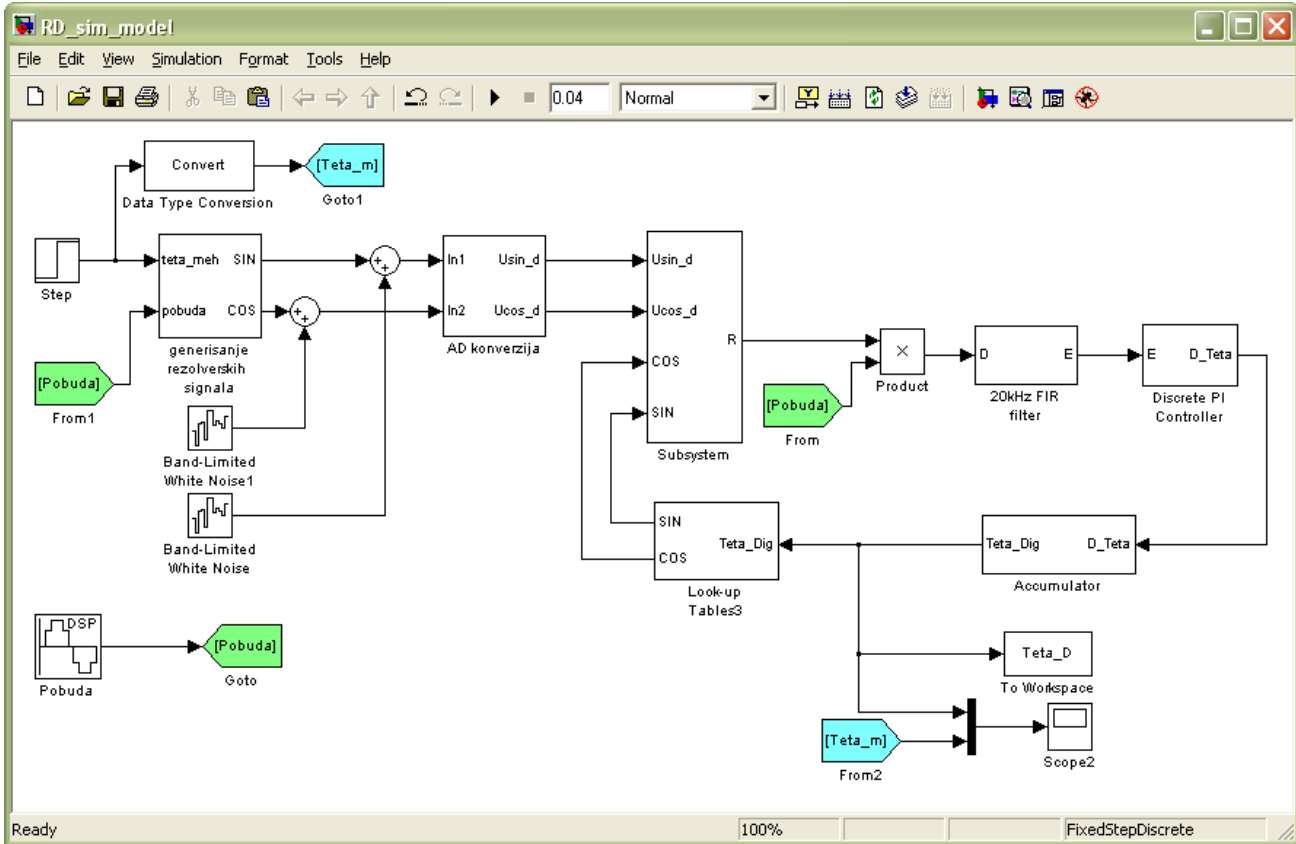 RD_sim_model
File Edit View Simulation Format Tools Help
0.04 Normal
Convert
[Teta_m]
Data Type Conversion
Goto1
Step
teta_meh SIN
pobuda COS
generisanje
rezolverskih
signala
[Pobuda]
From1
Band-Limited
White Noise1
Band-Limited
White Noise
+
+
+
+
In1 Usin_d
In2 Ucos_d
AD konverzija
Usin_d
Ucos_d
R
COS
SIN
Subsystem
[Pobuda]
From
×
Product
D E
20kHz FIR
filter
E D_Teta
Discrete PI
Controller
SIN
COS
Teta_Dig
Look-up
Tables3
Teta_Dig D_Teta
Accumulator
DSP
Pobuda
[Pobuda]
Goto
Teta_D
To Workspace
[Teta_m]
From2
Scope2
Ready 100% FixedStepDiscrete